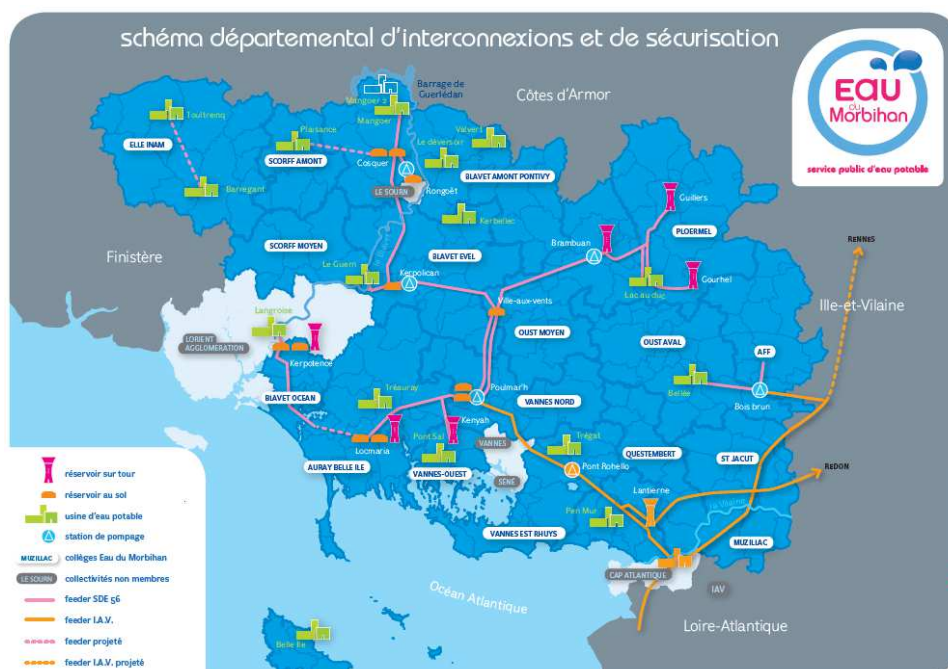 schéma départemental d'interconnexions et de sécurisation
EAU
du
Morbihan
service public d'eau potable
Barrage de
Guerlédan
Côtes d'Armor
Toultreincq
Mangoer 2
Mangoer
Plaisance
Valvert
Le déversoir
ELLE INAM
SCORFF AMONT
Cosquer
BLAVET AMONT PONTIVY
Barregant
LE SOURN
Rongoët
Guillers
Kerteliec
PLOERMEL
SCORFF MOYEN
Brambuan
RENNES
Finistère
Le Guern
BLAVET EVEL
Kerpolican
Gourhel
Lac au duc
Ville-aux-vents
Ille-et-Vilaine
Langroise
LORIENT
AGGLOMERATION
OUST MOYEN
OUST AVAL
AFF
Kerpotence
Bellée
BLAVET OCEAN
Tréauray
Poulmar'h
VANNES NORD
Bois brun
Kenyah
Pont Sal
VANNES
Trégat
Locmaria
AURAY BELLE ILE
VANNES-OUEST
SÉNÉ
Pont Rohello
QUESTEMBERT
ST JACUT
REDON
Lantierne
Pen Mur
la Vilaine
VANNES EST RHUYS
MUZILLAC
CAP ATLANTIQUE
IAV
Océan Atlantique
Loire-Atlantique
Belle Ile
réservoir sur tour
réservoir au sol
usine d'eau potable
station de pompage
MUZILLAC collèges Eau du Morbihan
LE SOURN collectivités non membres
feeder SDE 56
feeder I.A.V.
feeder projeté
feeder I.A.V. projeté